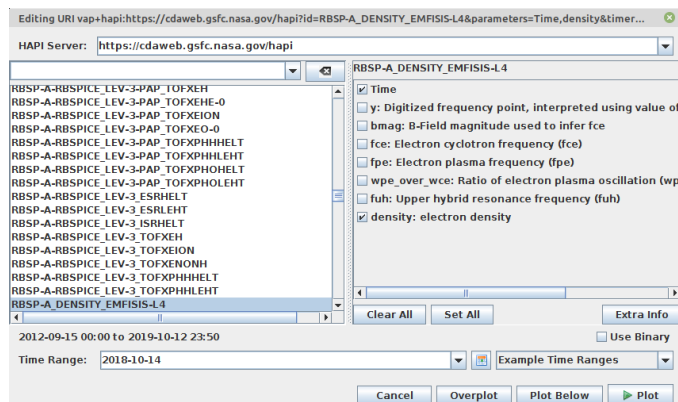 Editing URI vap+hapi:https://cdaweb.gsfc.nasa.gov/hapi?id=RBSP-A_DENSITY_EMFISIS-L4&parameters=Time,density&timer...
HAPI Server: https://cdaweb.gsfc.nasa.gov/hapi
RBSP-A-RBSPICE_LEV-3-PAP_TOFXEH
RBSP-A-RBSPICE_LEV-3-PAP_TOFXEHE-0
RBSP-A-RBSPICE_LEV-3-PAP_TOFXEION
RBSP-A-RBSPICE_LEV-3-PAP_TOFXEO-0
RBSP-A-RBSPICE_LEV-3-PAP_TOFXPHHHELT
RBSP-A-RBSPICE_LEV-3-PAP_TOFXPHHLEHT
RBSP-A-RBSPICE_LEV-3-PAP_TOFXPHOHELT
RBSP-A-RBSPICE_LEV-3-PAP_TOFXPHOLEHT
RBSP-A-RBSPICE_LEV-3_ESRHELT
RBSP-A-RBSPICE_LEV-3_ESRLEHT
RBSP-A-RBSPICE_LEV-3_ISRHELT
RBSP-A-RBSPICE_LEV-3_TOFXEH
RBSP-A-RBSPICE_LEV-3_TOFXEION
RBSP-A-RBSPICE_LEV-3_TOFXENONH
RBSP-A-RBSPICE_LEV-3_TOFXPHHHELT
RBSP-A-RBSPICE_LEV-3_TOFXPHHLEHT
RBSP-A_DENSITY_EMFISIS-L4
RBSP-A_DENSITY_EMFISIS-L4
Time
y: Digitized frequency point, interpreted using value of
bmag: B-Field magnitude used to infer fce
fce: Electron cyclotron frequency (fce)
fpe: Electron plasma frequency (fpe)
wpe_over_wce: Ratio of electron plasma oscillation (wp
fuh: Upper hybrid resonance frequency (fuh)
density: electron density
Clear All Set All Extra Info
2012-09-15 00:00 to 2019-10-12 23:50 Use Binary
Time Range: 2018-10-14 Example Time Ranges
Cancel Overplot Plot Below Plot